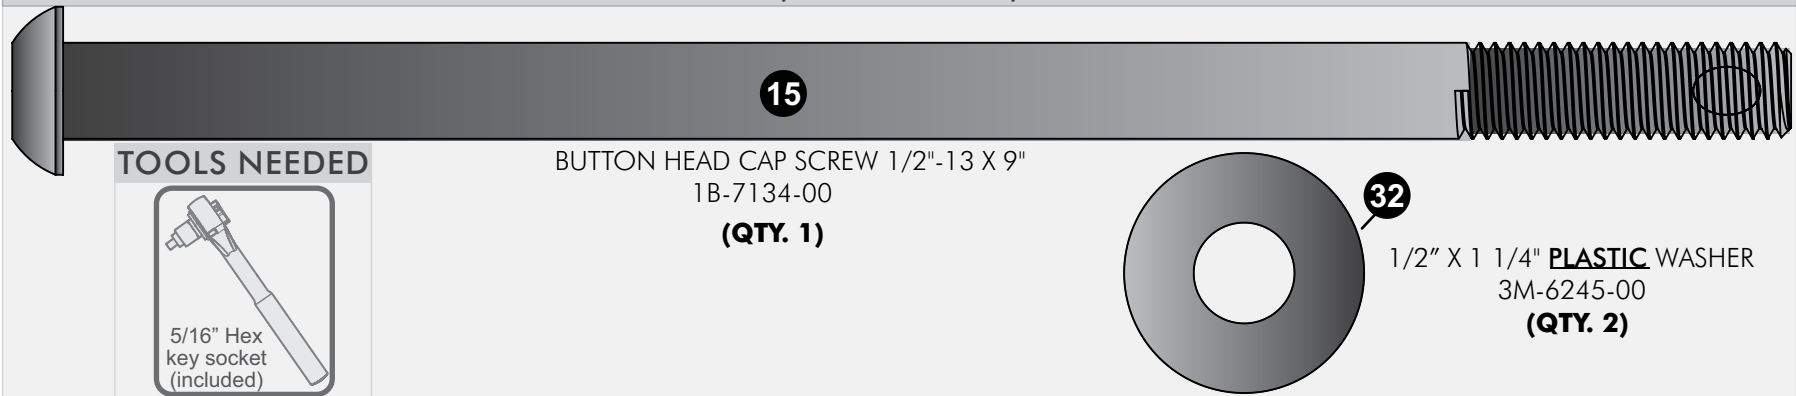 15
TOOLS NEEDED
5/16” Hex
key socket
(included)
BUTTON HEAD CAP SCREW 1/2"-13 X 9"
1B-7134-00
(QTY. 1)
32
1/2” X 1 1/4" PLASTIC WASHER
3M-6245-00
(QTY. 2)